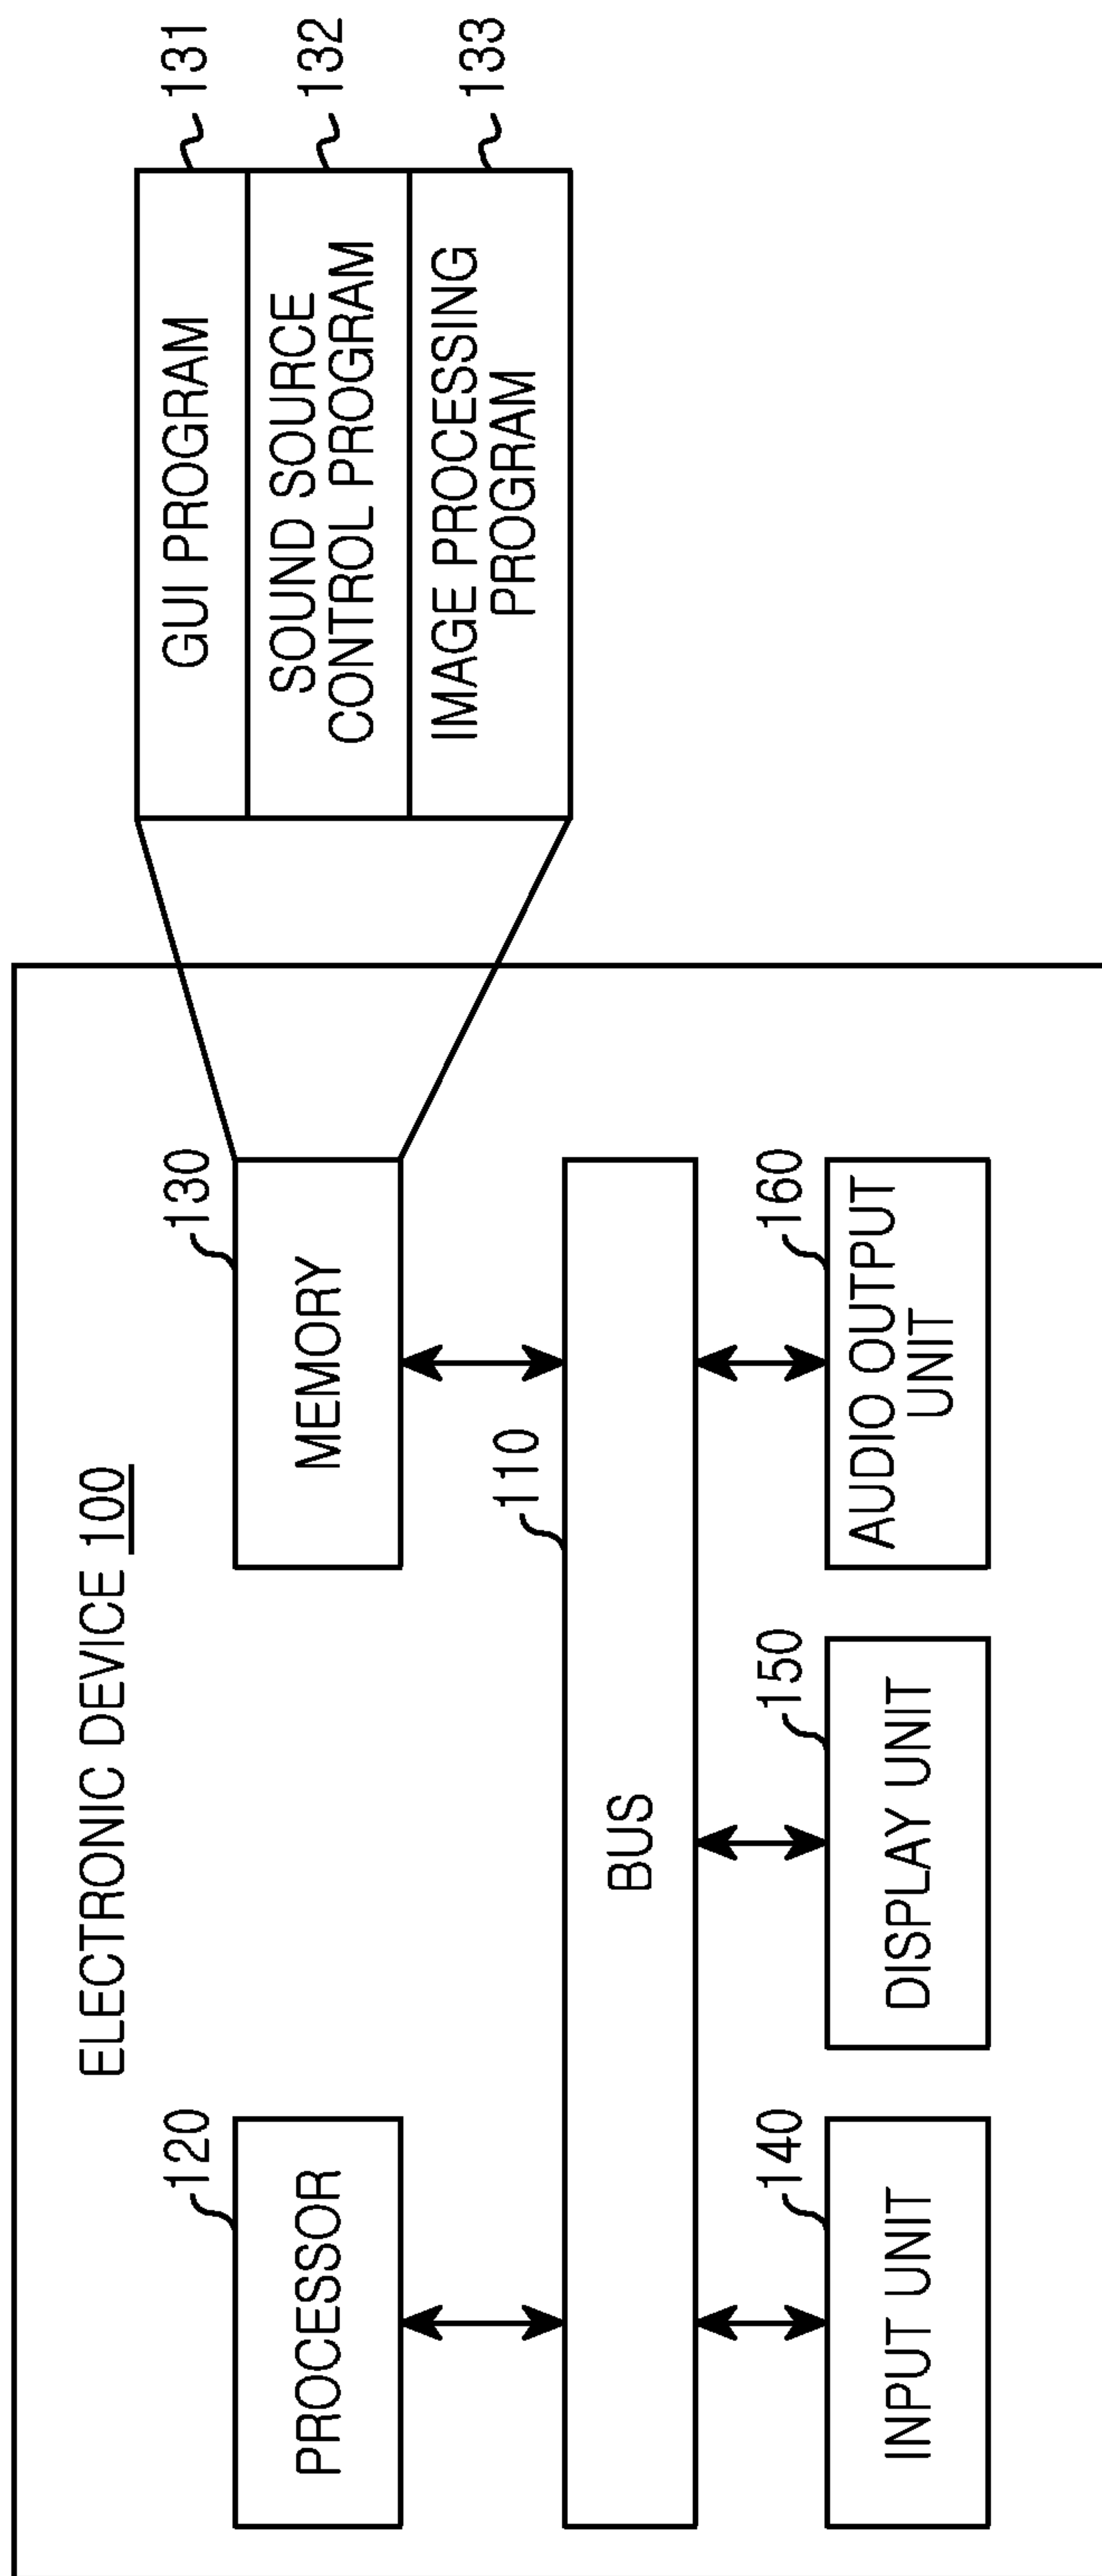 ELECTRONIC DEVICE 100
120
130
PROCESSOR
MEMORY
131
GUI PROGRAM
132
SOUND SOURCE
CONTROL PROGRAM
133
IMAGE PROCESSING
PROGRAM
110
BUS
140
150
160
INPUT UNIT
DISPLAY UNIT
AUDIO OUTPUT
UNIT